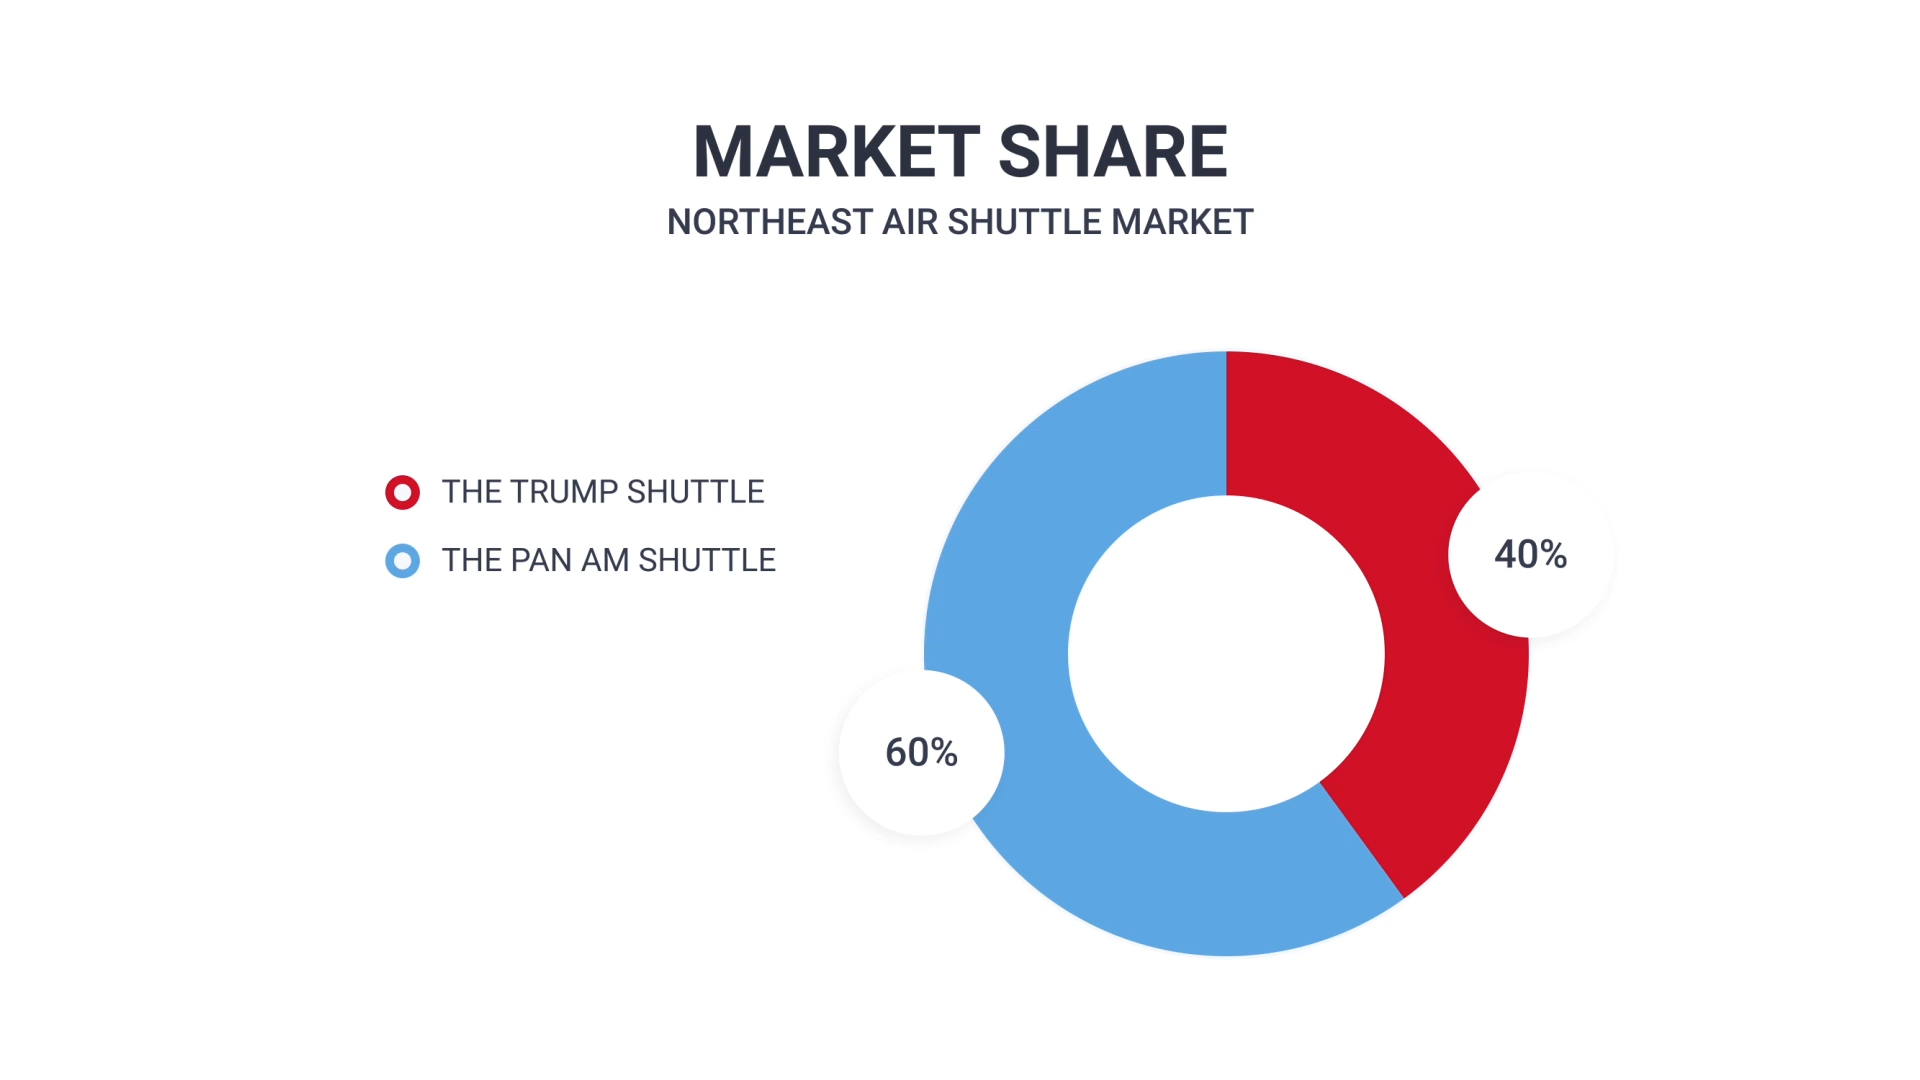 MARKET SHARE
NORTHEAST AIR SHUTTLE MARKET
THE TRUMP SHUTTLE
THE PAN AM SHUTTLE
40%
60%